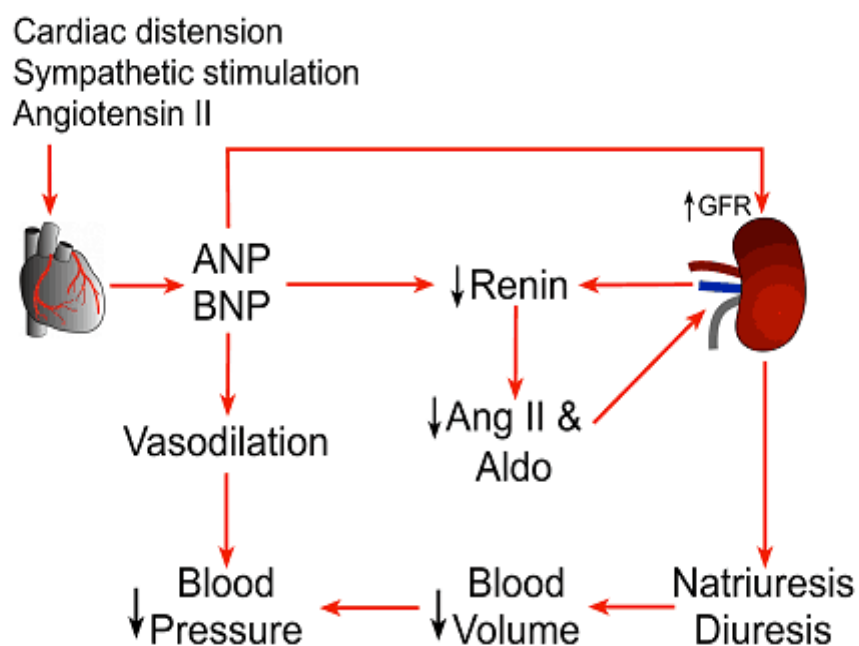 Cardiac distension
Sympathetic stimulation
Angiotensin II
↑GFR
ANP
BNP
↓Renin
↓Ang II &
Aldo
Vasodilation
Blood
↓Pressure
Blood
↓Volume
Natriuresis
Diuresis